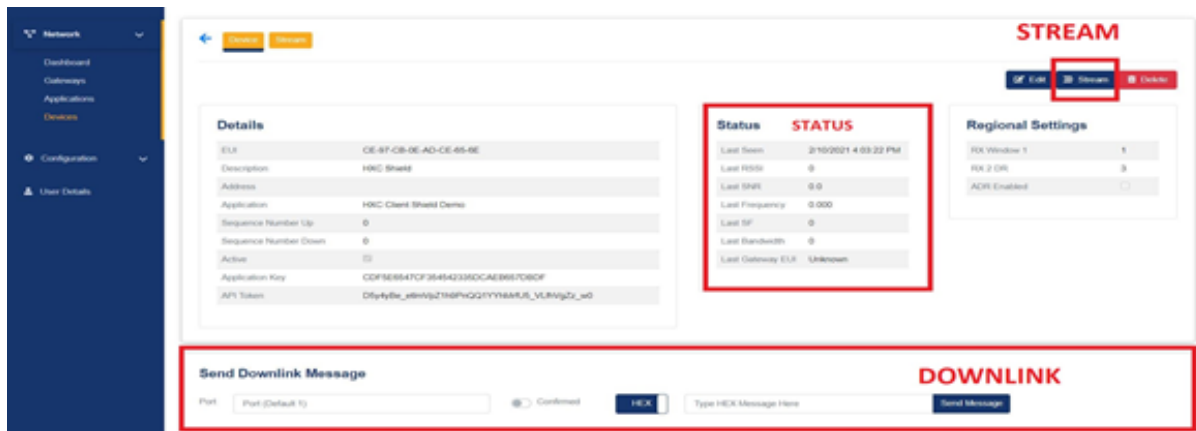 Network
Dashboard
Gateways
Applications
Devices
Configuration
User Details
Device Stream
STREAM
Edit Stream Delete
Details
EUI CE-97-CB-0E-AD-CE-65-6E
Description HXC Shield
Address
Application HXC Client Shield Demo
Sequence Number Up 0
Sequence Number Down 0
Active
Application Key
API Token
Status STATUS
Last Seen 2/10/2021 4:03:22 PM
Last RSSI 0
Last SNR 0.0
Last Frequency 0.000
Last SF 0
Last Bandwidth 0
Last Gateway EUI Unknown
Regional Settings
RX Window 1 1
RX 2 DR 3
ADR Enabled
Send Downlink Message
DOWNLINK
Port Port (Default 1) Confirmed HEX Type HEX Message Here Send Message